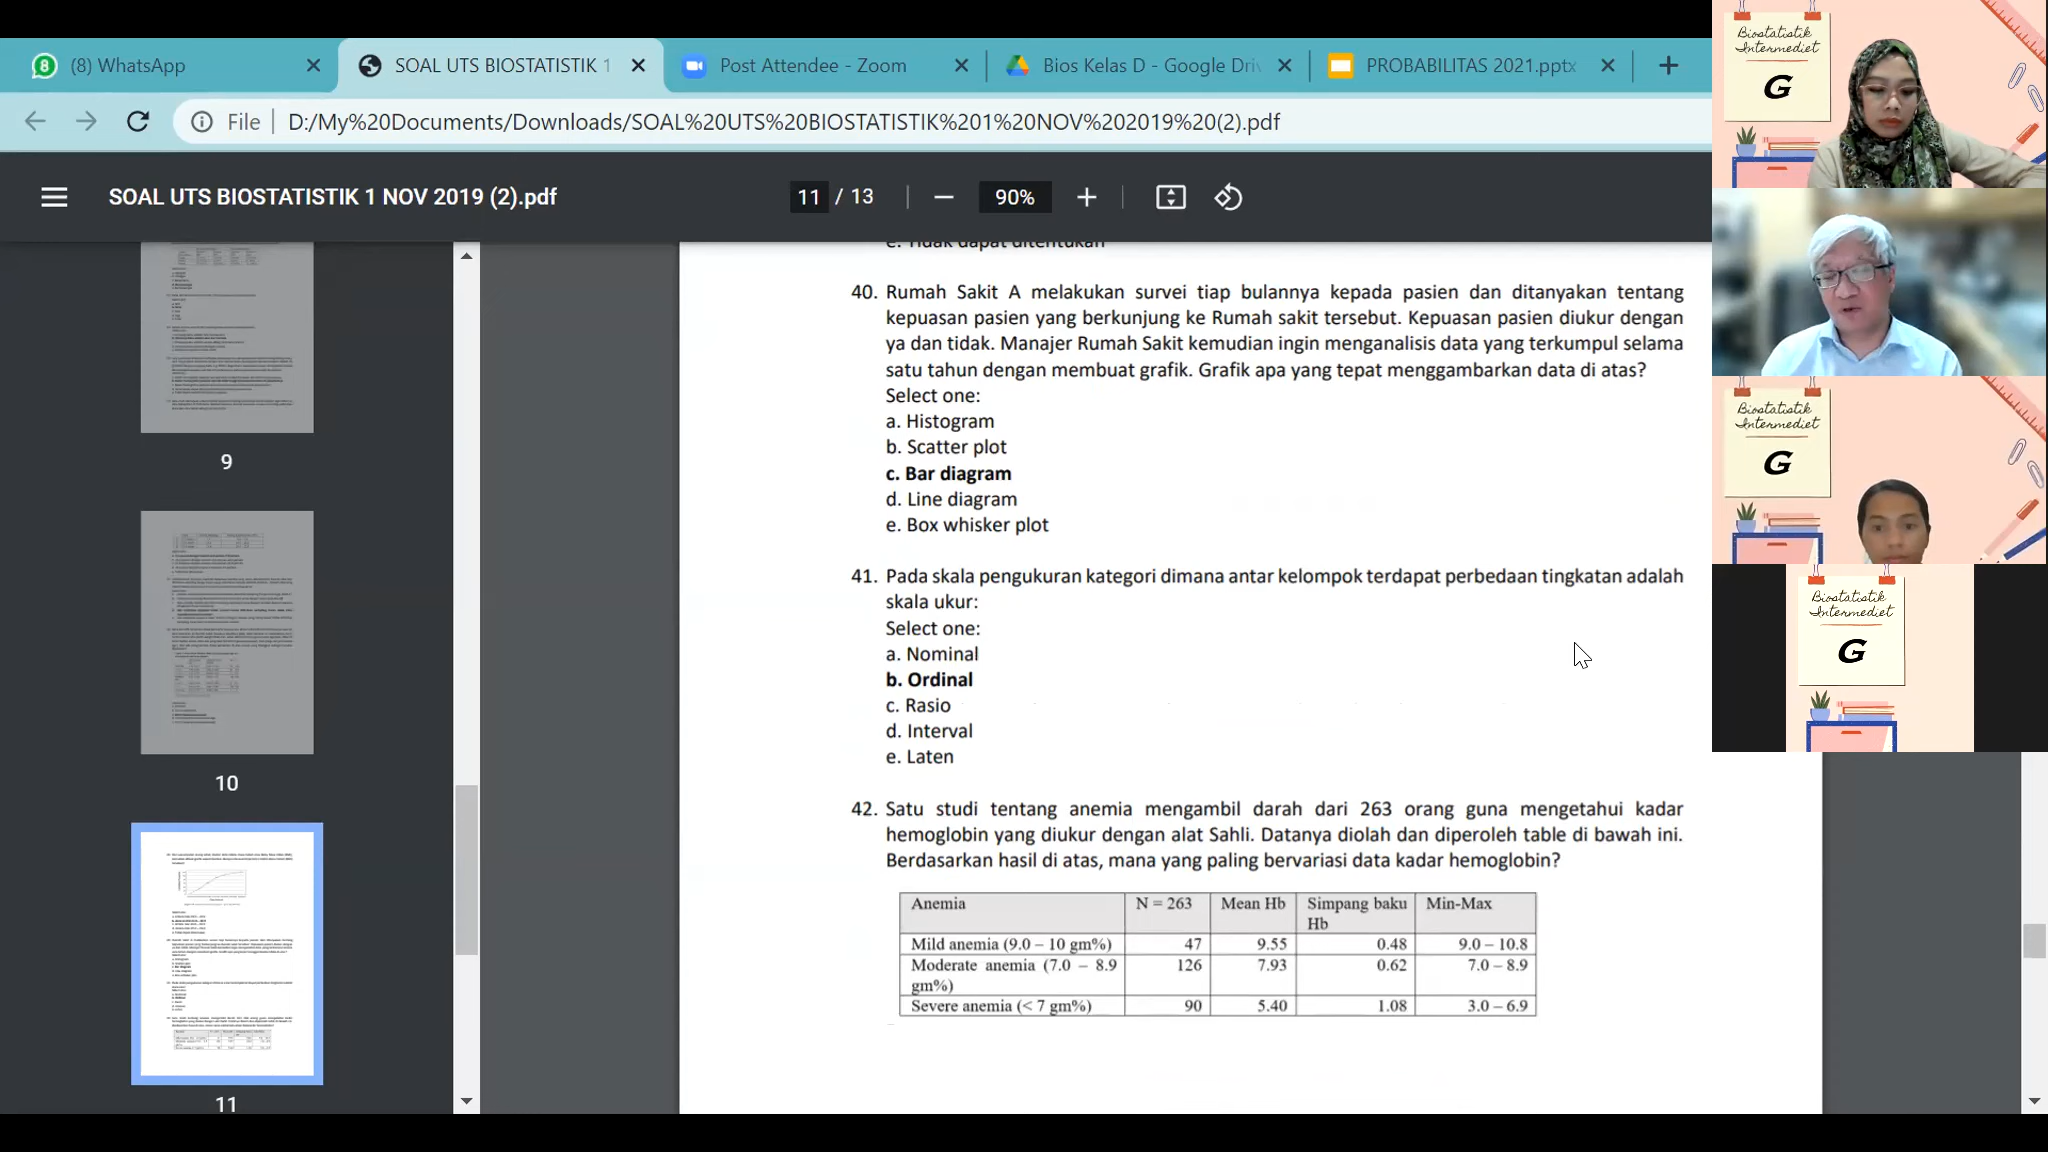 (8) WhatsApp
SOAL UTS BIOSTATISTIK 1
Post Attendee - Zoom
Bios Kelas D - Google Driv
PROBABILITAS 2021.pptx
File
D:/My%20Documents/Downloads/SOAL%20UTS%20BIOSTATISTIK%201%20NOV%202019%20(2).pdf
SOAL UTS BIOSTATISTIK 1 NOV 2019 (2).pdf
11 / 13
90%
9
10
11
e. Tidak dapat ditentukan
40. Rumah Sakit A melakukan survei tiap bulannya kepada pasien dan ditanyakan tentang
kepuasan pasien yang berkunjung ke Rumah sakit tersebut. Kepuasan pasien diukur dengan
ya dan tidak. Manajer Rumah Sakit kemudian ingin menganalisis data yang terkumpul selama
satu tahun dengan membuat grafik. Grafik apa yang tepat menggambarkan data di atas?
Select one:
a. Histogram
b. Scatter plot
c. Bar diagram
d. Line diagram
e. Box whisker plot
41. Pada skala pengukuran kategori dimana antar kelompok terdapat perbedaan tingkatan adalah
skala ukur:
Select one:
a. Nominal
b. Ordinal
c. Rasio
d. Interval
e. Laten
42. Satu studi tentang anemia mengambil darah dari 263 orang guna mengetahui kadar
hemoglobin yang diukur dengan alat Sahli. Datanya diolah dan diperoleh table di bawah ini.
Berdasarkan hasil di atas, mana yang paling bervariasi data kadar hemoglobin?
Anemia N = 263 Mean Hb Simpang baku Min-Max
Hb
Mild anemia (9.0 – 10 gm%) 47 9.55 0.48 9.0 – 10.8
Moderate anemia (7.0 – 8.9 126 7.93 0.62 7.0 – 8.9
gm%)
Severe anemia (< 7 gm%) 90 5.40 1.08 3.0 – 6.9
Biostatistik
Intermediet
G
Biostatistik
Intermediet
G
Biostatistik
Intermediet
G